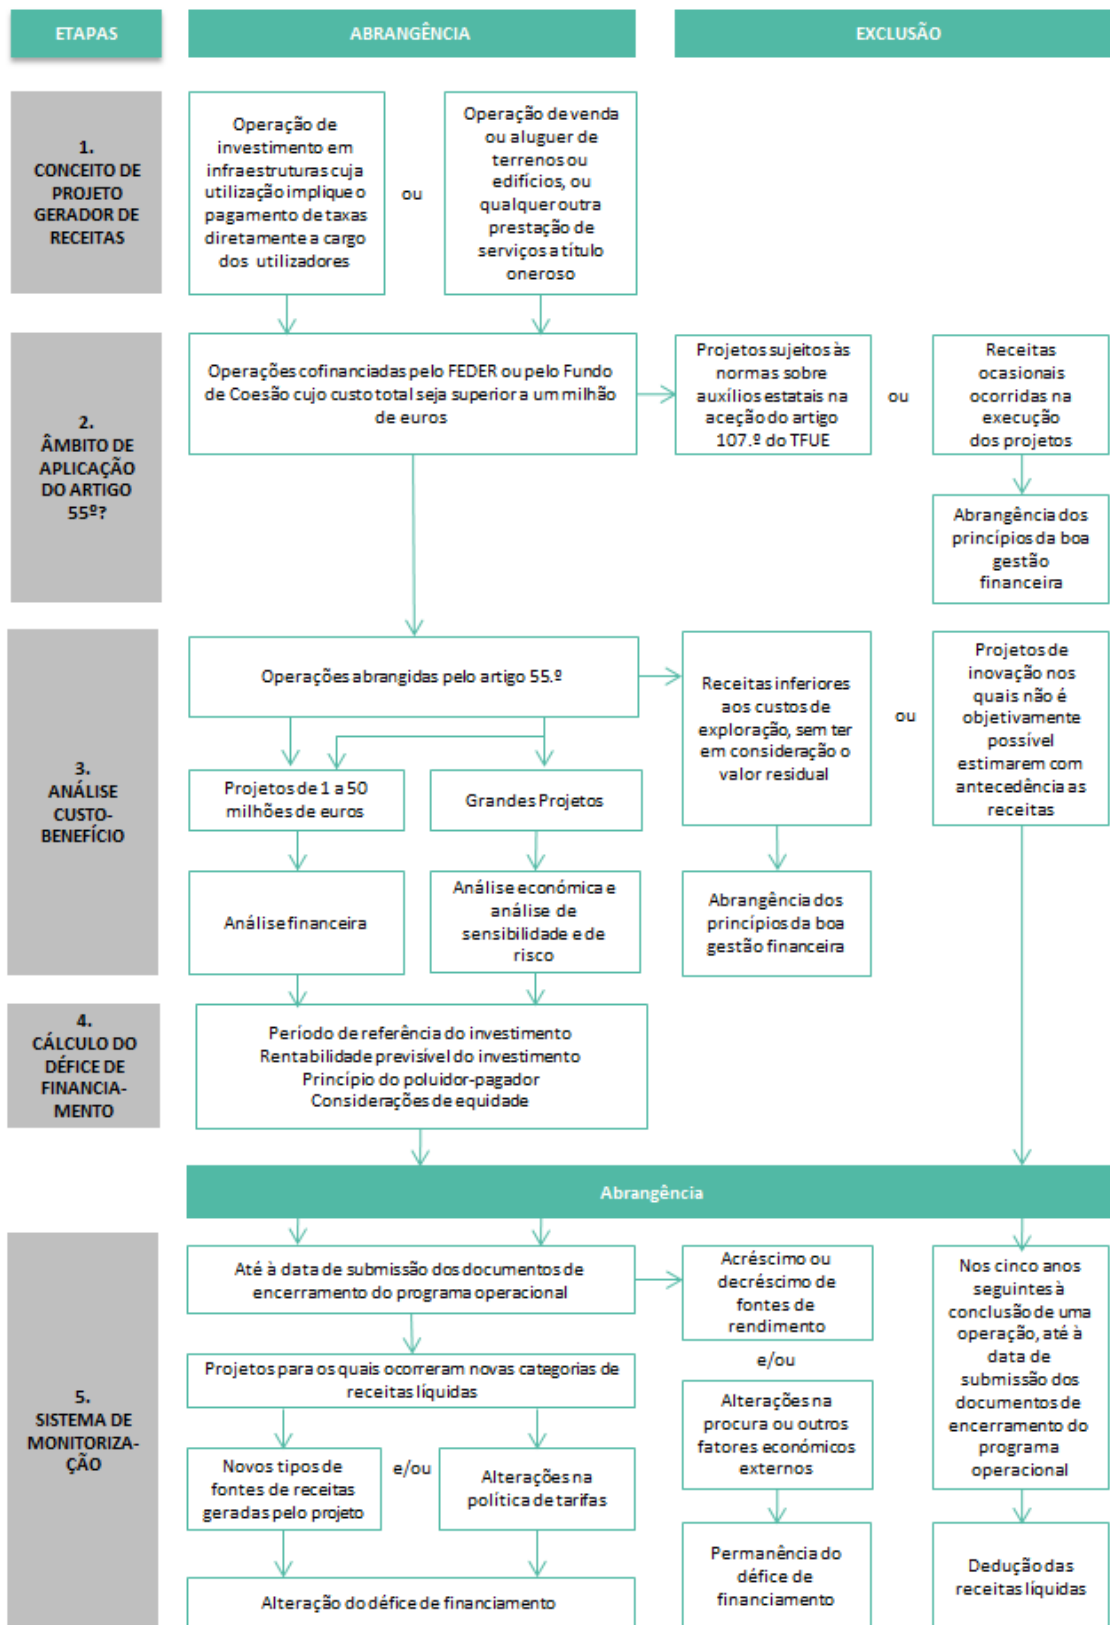 ETAPAS
ABRANGÊNCIA
EXCLUSÃO
1.
CONCEITO DE
PROJETO
GERADOR DE
RECEITAS
Operação de
investimento em
infraestruturas cuja
utilização implique o
pagamento de taxas
diretamente a cargo
dos utilizadores
ou
Operação de venda
ou aluguer de
terrenos ou
edifícios, ou
qualquer outra
prestação de
serviços a título
oneroso
2.
ÂMBITO DE
APLICAÇÃO
DO ARTIGO
55º?
Operações cofinanciadas pelo FEDER ou pelo Fundo
de Coesão cujo custo total seja superior a um milhão
de euros
Projetos sujeitos às
normas sobre
auxílios estatais na
aceção do artigo
107.º do TFUE
ou
Receitas
ocasionais
ocorridas na
execução
dos projetos
Abrangência dos
princípios da boa
gestão
financeira
3.
ANÁLISE
CUSTO-
BENEFÍCIO
Operações abrangidas pelo artigo 55.º
Receitas inferiores
aos custos de
exploração, sem ter
em consideração o
valor residual
ou
Projetos de
inovação nos
quais não é
objetivamente
possível
estimarem com
antecedência as
receitas
Projetos de 1 a 50
milhões de euros
Grandes Projetos
Análise financeira
Análise económica e
análise de
sensibilidade e de
risco
Abrangência dos
princípios da boa
gestão financeira
4.
CÁLCULO DO
DÉFICE DE
FINANCIA-
MENTO
Período de referência do investimento
Rentabilidade previsível do investimento
Princípio do poluidor-pagador
Considerações de equidade
Abrangência
5.
SISTEMA DE
MONITORIZA-
ÇÃO
Até à data de submissão dos documentos de
encerramento do programa operacional
Acréscimo ou
decréscimo de
fontes de
rendimento
e/ou
Alterações na
procura ou outros
fatores económicos
externos
Nos cinco anos
seguintes à
conclusão de uma
operação, até à
data de
submissão dos
documentos de
encerramento do
programa
operacional
Projetos para os quais ocorreram novas categorias de
receitas líquidas
Novos tipos de
fontes de receitas
geradas pelo projeto
e/ou
Alterações na
política de tarifas
Alteração do défice de financiamento
Permanência do
défice de
financiamento
Dedução das
receitas líquidas